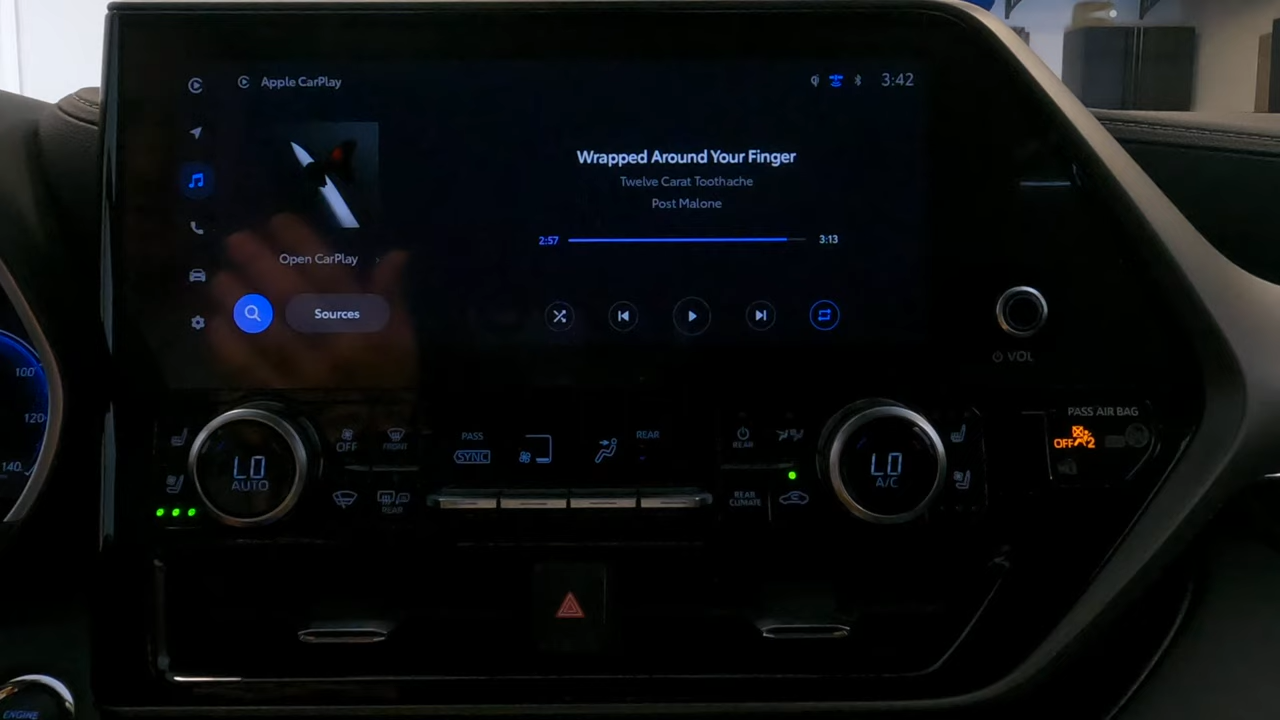 Apple CarPlay
3:42
Wrapped Around Your Finger
Twelve Carat Toothache
Post Malone
2:57
3:13
Open CarPlay
Sources
VOL
100
120
140
LO
AUTO
OFF
FRONT
REAR
PASS
SYNC
REAR
REAR
REAR
CLIMATE
LO
A/C
PASS AIR BAG
OFF
2
ENGINE